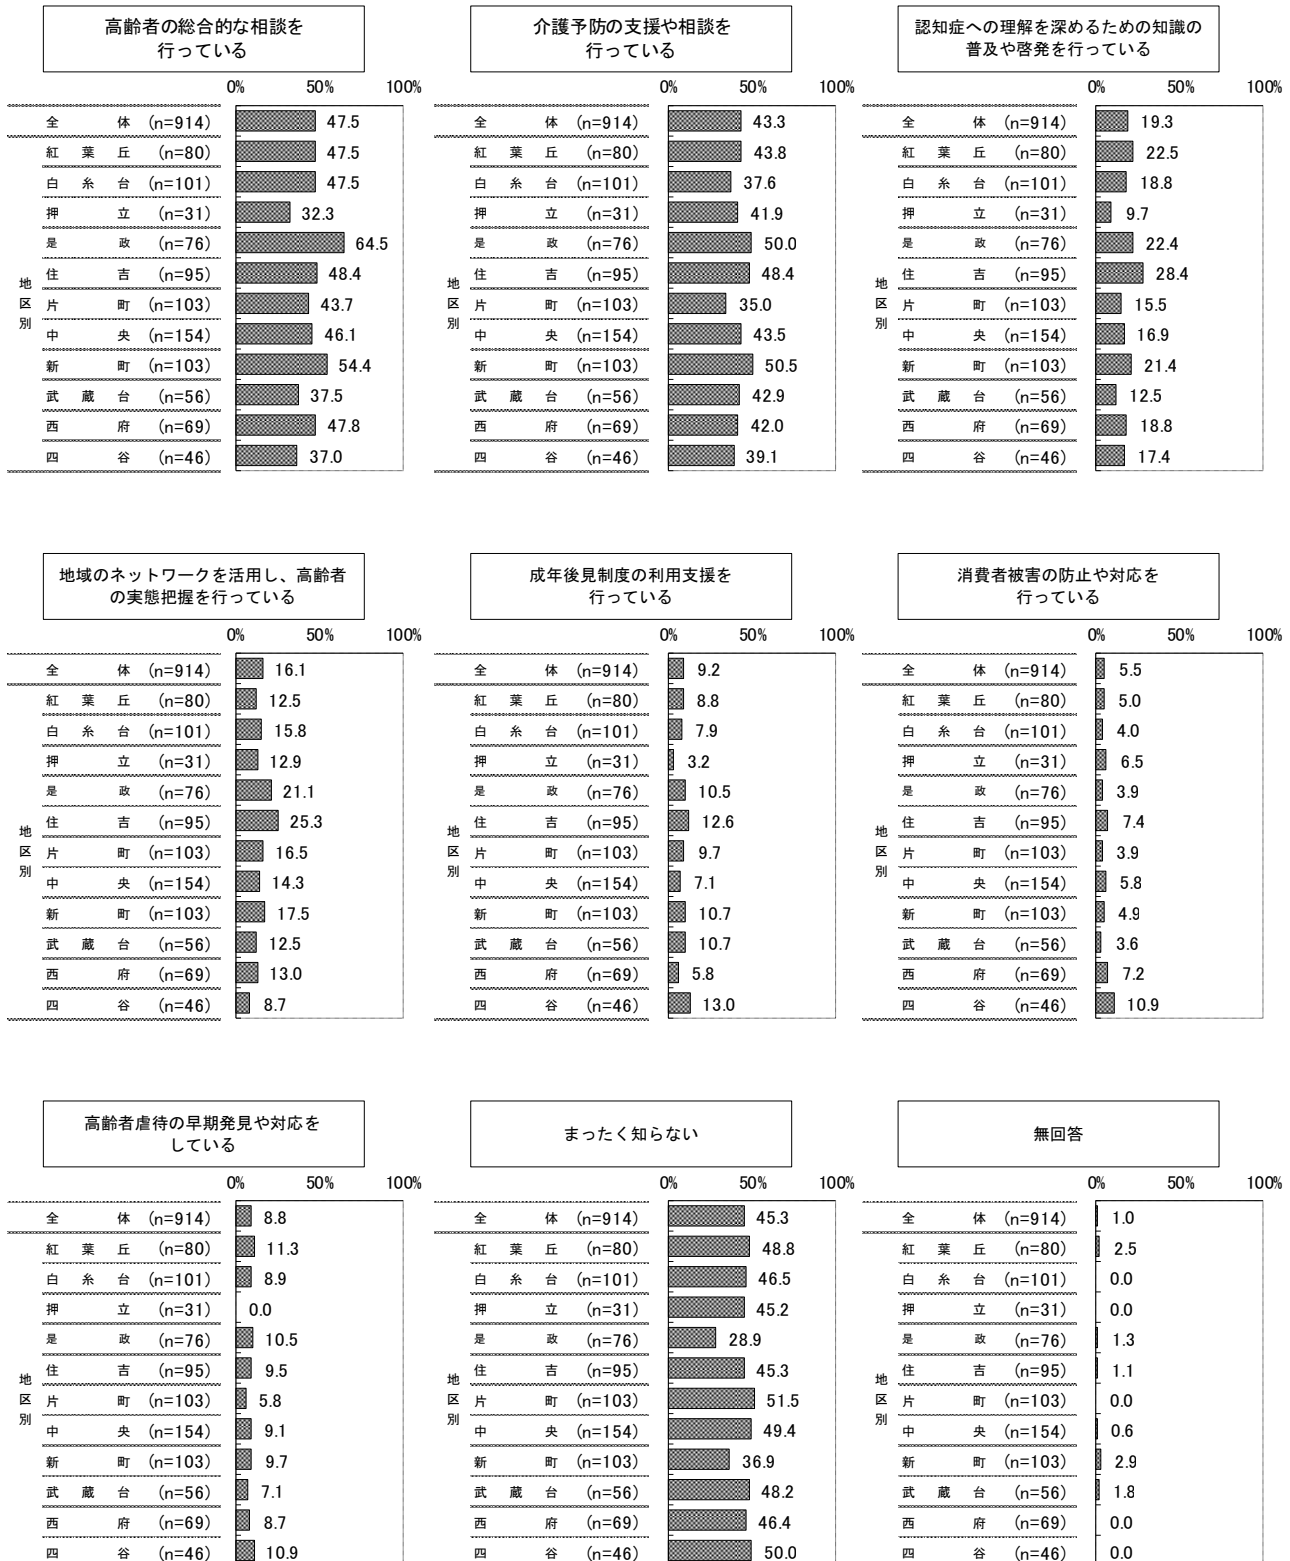 高齢者の総合的な相談を
行っている
0% 50% 100%
全体 (n=914) 47.5
地区別
紅葉丘 (n=80) 47.5
白糸台 (n=101) 47.5
押立 (n=31) 32.3
是政 (n=76) 64.5
住吉 (n=95) 48.4
片町 (n=103) 43.7
中央 (n=154) 46.1
新町 (n=103) 54.4
武蔵台 (n=56) 37.5
西府 (n=69) 47.8
四谷 (n=46) 37.0
介護予防の支援や相談を
行っている
0% 50% 100%
全体 (n=914) 43.3
地区別
紅葉丘 (n=80) 43.8
白糸台 (n=101) 37.6
押立 (n=31) 41.9
是政 (n=76) 50.0
住吉 (n=95) 48.4
片町 (n=103) 35.0
中央 (n=154) 43.5
新町 (n=103) 50.5
武蔵台 (n=56) 42.9
西府 (n=69) 42.0
四谷 (n=46) 39.1
認知症への理解を深めるための知識の
普及や啓発を行っている
0% 50% 100%
全体 (n=914) 19.3
地区別
紅葉丘 (n=80) 22.5
白糸台 (n=101) 18.8
押立 (n=31) 9.7
是政 (n=76) 22.4
住吉 (n=95) 28.4
片町 (n=103) 15.5
中央 (n=154) 16.9
新町 (n=103) 21.4
武蔵台 (n=56) 12.5
西府 (n=69) 18.8
四谷 (n=46) 17.4
地域のネットワークを活用し、高齢者
の実態把握を行っている
0% 50% 100%
全体 (n=914) 16.1
地区別
紅葉丘 (n=80) 12.5
白糸台 (n=101) 15.8
押立 (n=31) 12.9
是政 (n=76) 21.1
住吉 (n=95) 25.3
片町 (n=103) 16.5
中央 (n=154) 14.3
新町 (n=103) 17.5
武蔵台 (n=56) 12.5
西府 (n=69) 13.0
四谷 (n=46) 8.7
成年後見制度の利用支援を
行っている
0% 50% 100%
全体 (n=914) 9.2
地区別
紅葉丘 (n=80) 8.8
白糸台 (n=101) 7.9
押立 (n=31) 3.2
是政 (n=76) 10.5
住吉 (n=95) 12.6
片町 (n=103) 9.7
中央 (n=154) 7.1
新町 (n=103) 10.7
武蔵台 (n=56) 10.7
西府 (n=69) 5.8
四谷 (n=46) 13.0
消費者被害の防止や対応を
行っている
0% 50% 100%
全体 (n=914) 5.5
地区別
紅葉丘 (n=80) 5.0
白糸台 (n=101) 4.0
押立 (n=31) 6.5
是政 (n=76) 3.9
住吉 (n=95) 7.4
片町 (n=103) 3.9
中央 (n=154) 5.8
新町 (n=103) 4.9
武蔵台 (n=56) 3.6
西府 (n=69) 7.2
四谷 (n=46) 10.9
高齢者虐待の早期発見や対応を
している
0% 50% 100%
全体 (n=914) 8.8
地区別
紅葉丘 (n=80) 11.3
白糸台 (n=101) 8.9
押立 (n=31) 0.0
是政 (n=76) 10.5
住吉 (n=95) 9.5
片町 (n=103) 5.8
中央 (n=154) 9.1
新町 (n=103) 9.7
武蔵台 (n=56) 7.1
西府 (n=69) 8.7
四谷 (n=46) 10.9
まったく知らない
0% 50% 100%
全体 (n=914) 45.3
地区別
紅葉丘 (n=80) 48.8
白糸台 (n=101) 46.5
押立 (n=31) 45.2
是政 (n=76) 28.9
住吉 (n=95) 45.3
片町 (n=103) 51.5
中央 (n=154) 49.4
新町 (n=103) 36.9
武蔵台 (n=56) 48.2
西府 (n=69) 46.4
四谷 (n=46) 50.0
無回答
0% 50% 100%
全体 (n=914) 1.0
地区別
紅葉丘 (n=80) 2.5
白糸台 (n=101) 0.0
押立 (n=31) 0.0
是政 (n=76) 1.3
住吉 (n=95) 1.1
片町 (n=103) 0.0
中央 (n=154) 0.6
新町 (n=103) 2.9
武蔵台 (n=56) 1.8
西府 (n=69) 0.0
四谷 (n=46) 0.0